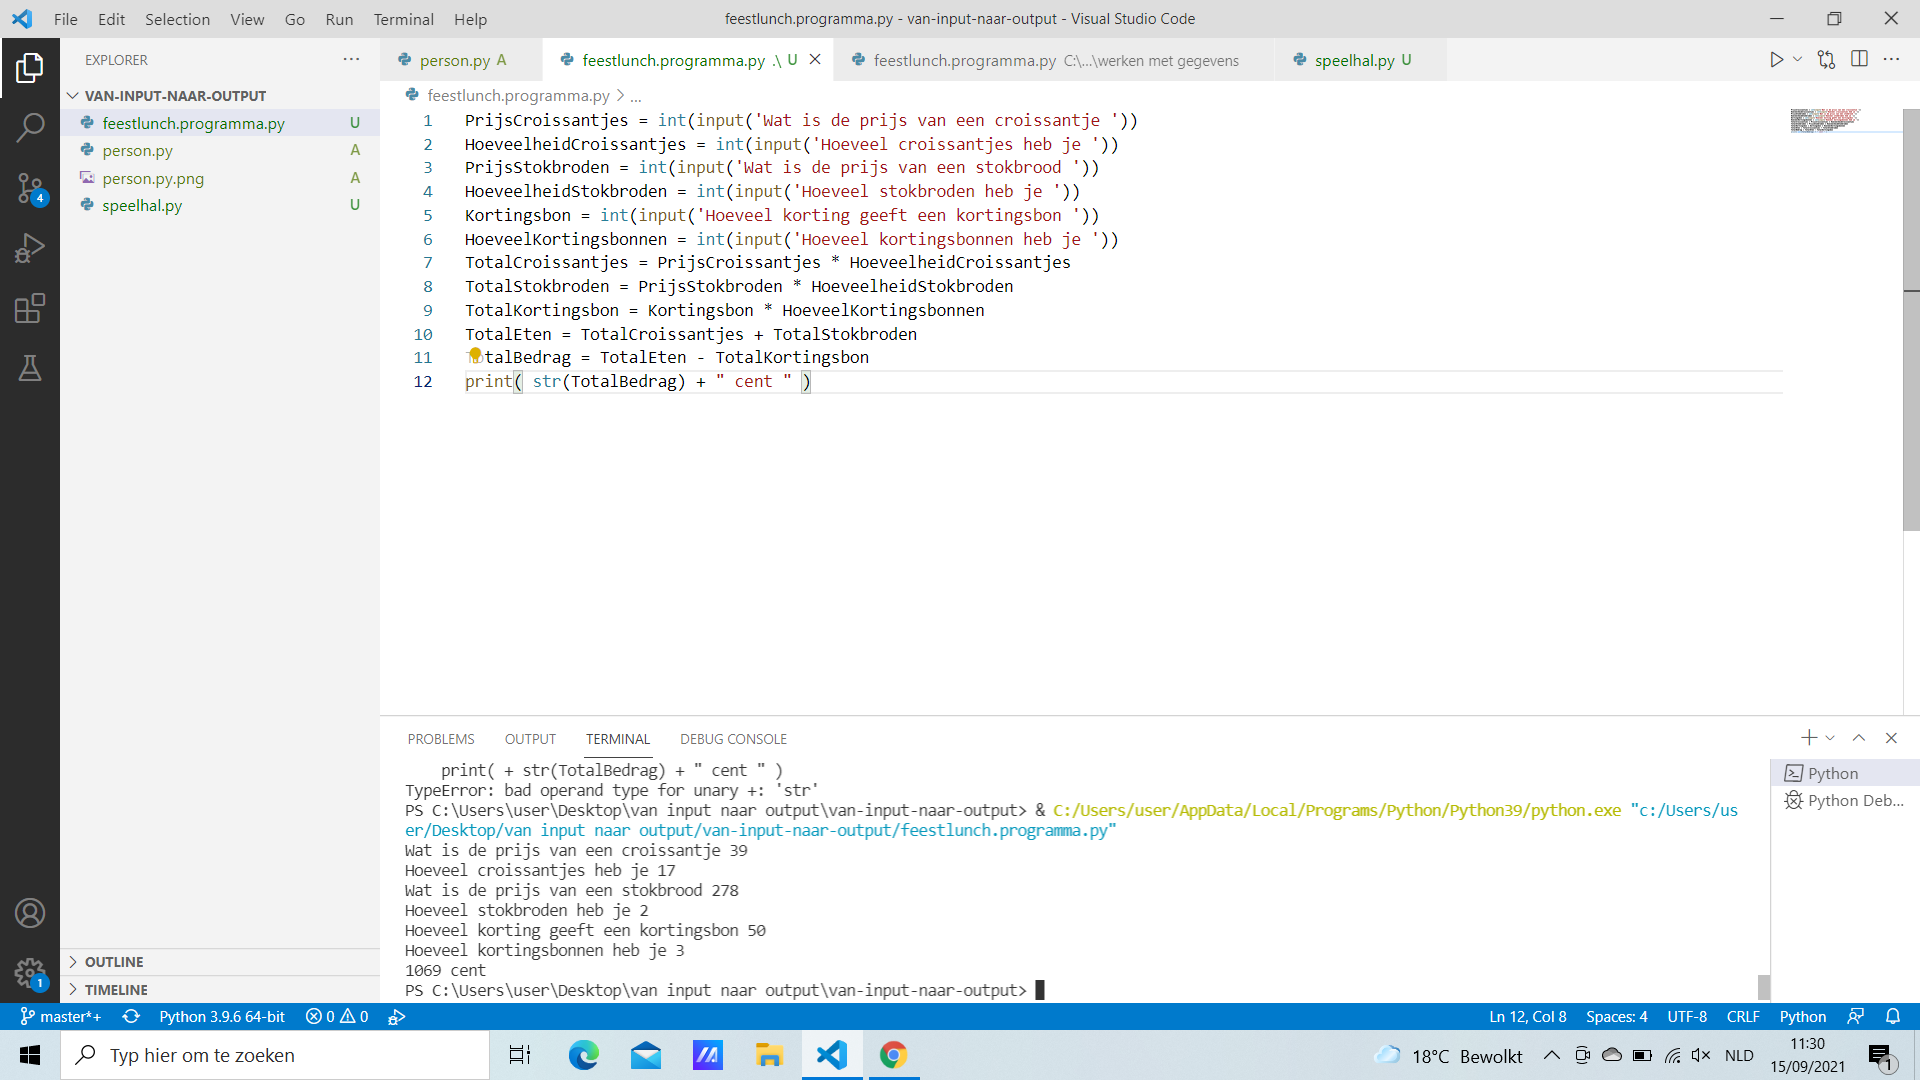 File Edit Selection View Go Run Terminal Help
feestlunch.programma.py - van-input-naar-output - Visual Studio Code
EXPLORER
VAN-INPUT-NAAR-OUTPUT
feestlunch.programma.py U
person.py A
person.py.png A
speelhal.py U
OUTLINE
TIMELINE
4
1
person.py A
feestlunch.programma.py .\ U
feestlunch.programma.py C:\...\werken met gegevens
speelhal.py U
feestlunch.programma.py > ...
1 PrijsCroissantjes = int(input('Wat is de prijs van een croissantje '))
2 HoeveelheidCroissantjes = int(input('Hoeveel croissantjes heb je '))
3 PrijsStokbroden = int(input('Wat is de prijs van een stokbrood '))
4 HoeveelheidStokbroden = int(input('Hoeveel stokbroden heb je '))
5 Kortingsbon = int(input('Hoeveel korting geeft een kortingsbon '))
6 HoeveelKortingsbonnen = int(input('Hoeveel kortingsbonnen heb je '))
7 TotalCroissantjes = PrijsCroissantjes * HoeveelheidCroissantjes
8 TotalStokbroden = PrijsStokbroden * HoeveelheidStokbroden
9 TotalKortingsbon = Kortingsbon * HoeveelKortingsbonnen
10 TotalEten = TotalCroissantjes + TotalStokbroden
11 TotalBedrag = TotalEten - TotalKortingsbon
12 print( str(TotalBedrag) + " cent " )
PROBLEMS OUTPUT TERMINAL DEBUG CONSOLE
print( + str(TotalBedrag) + " cent " )
TypeError: bad operand type for unary +: 'str'
PS C:\Users\user\Desktop\van input naar output\van-input-naar-output> & C:/Users/user/AppData/Local/Programs/Python/Python39/python.exe "c:/Users/us
er/Desktop/van input naar output/van-input-naar-output/feestlunch.programma.py"
Wat is de prijs van een croissantje 39
Hoeveel croissantjes heb je 17
Wat is de prijs van een stokbrood 278
Hoeveel stokbroden heb je 2
Hoeveel korting geeft een kortingsbon 50
Hoeveel kortingsbonnen heb je 3
1069 cent
PS C:\Users\user\Desktop\van input naar output\van-input-naar-output>
Python
Python Deb...
master*+ Python 3.9.6 64-bit 0 0
Ln 12, Col 8 Spaces: 4 UTF-8 CRLF Python
Typ hier om te zoeken
18°C Bewolkt NLD
11:30
15/09/2021
1